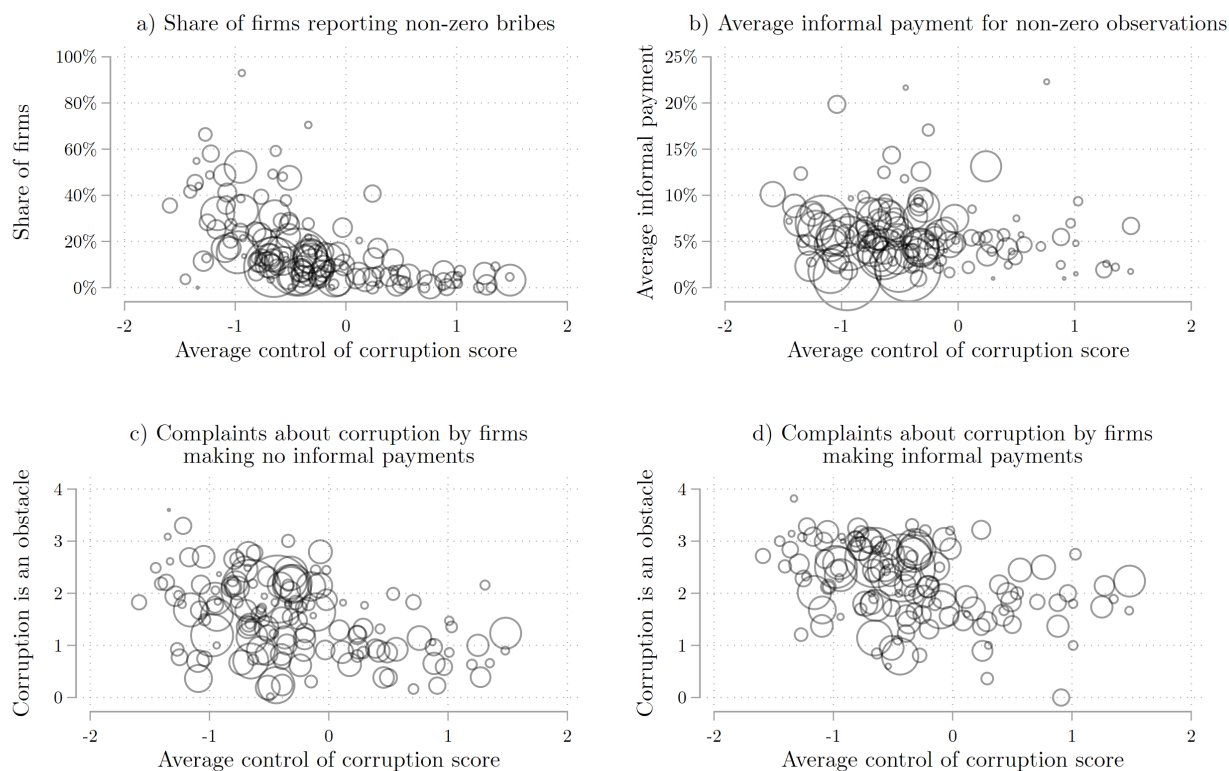 a) Share of firms reporting non-zero bribes
100%
80%
60%
40%
20%
0%
Share of firms
-2 -1 0 1 2
Average control of corruption score
b) Average informal payment for non-zero observations
25%
20%
15%
10%
5%
0%
Average informal payment
-2 -1 0 1 2
Average control of corruption score
c) Complaints about corruption by firms
making no informal payments
4
3
2
1
0
Corruption is an obstacle
-2 -1 0 1 2
Average control of corruption score
d) Complaints about corruption by firms
making informal payments
4
3
2
1
0
Corruption is an obstacle
-2 -1 0 1 2
Average control of corruption score